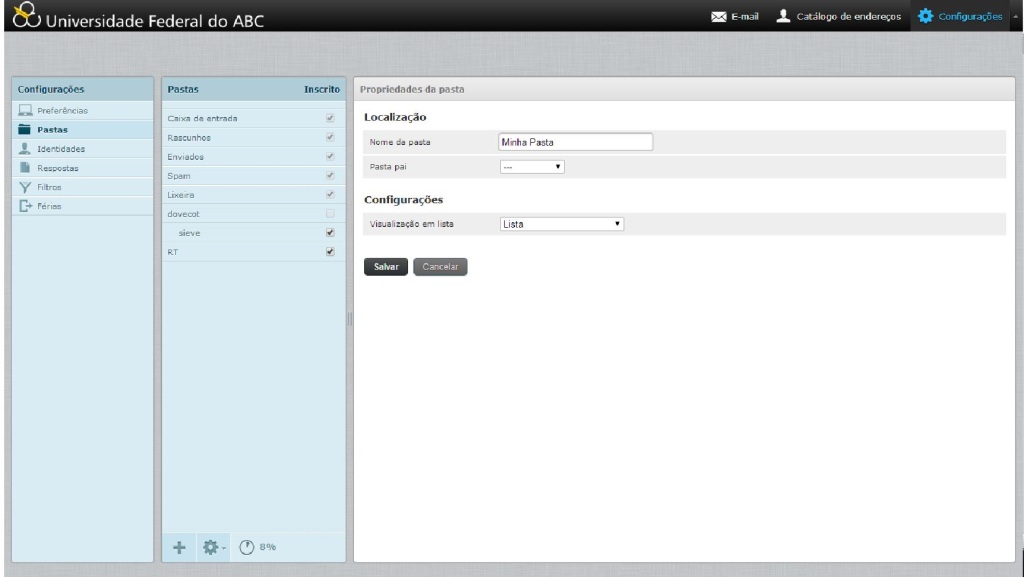 Universidade Federal do ABC
E-mail
Catálogo de endereços
Configurações
Configurações
Preferências
Pastas
Identidades
Respostas
Filtros
Férias
Pastas Inscrito
Caixa de entrada
Rascunhos
Enviados
Spam
Lixeira
dovecot
sieve
RT
8%
Propriedades da pasta
Localização
Nome da pasta Minha Pasta
Pasta pai ---
Configurações
Visualização em lista Lista
Salvar Cancelar